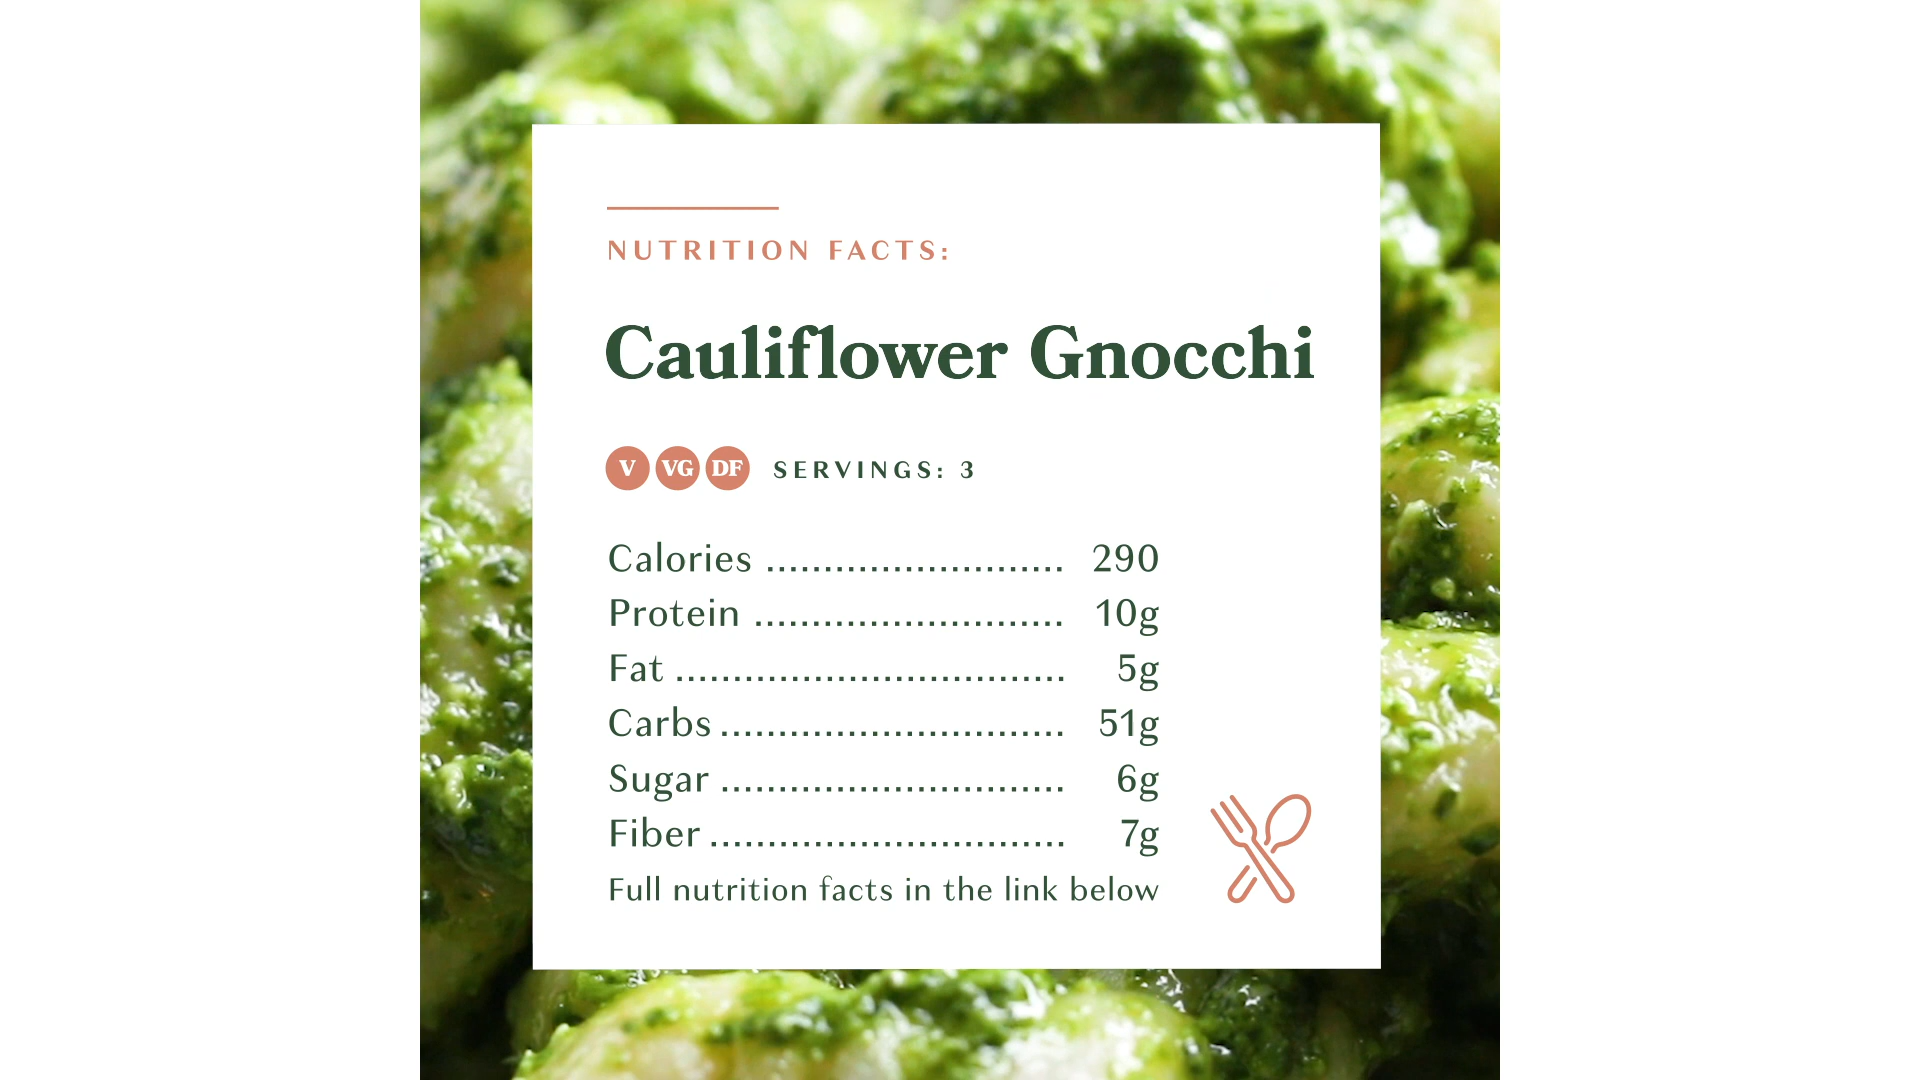 NUTRITION FACTS:
Cauliflower Gnocchi
V VG DF SERVINGS: 3
Calories .......................... 290
Protein ........................... 10g
Fat .................................. 5g
Carbs .............................. 51g
Sugar .............................. 6g
Fiber ............................... 7g
Full nutrition facts in the link below